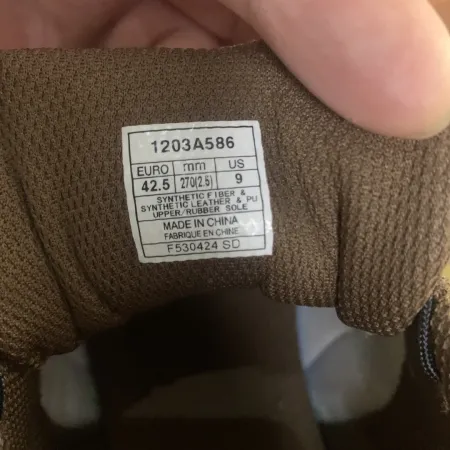 1203A586
EURO mm US
42.5 270(2.5) 9
SYNTHETIC FIBER &
SYNTHETIC LEATHER & PU
UPPER/RUBBER SOLE
MADE IN CHINA
FABRIQUE EN CHINE
F530424 SD